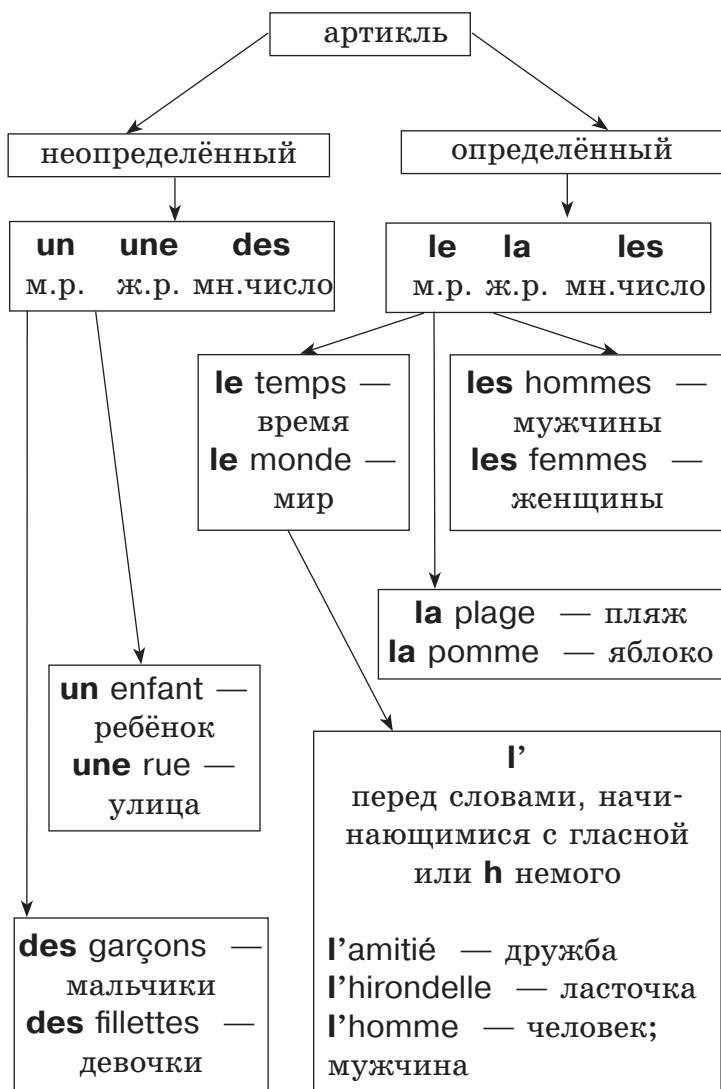 артикль
неопределённый
определённый
un une des
м.р. ж.р. мн.число
le la les
м.р. ж.р. мн.число
le temps —
время
le monde —
мир
les hommes —
мужчины
les femmes —
женщины
la plage — пляж
la pomme — яблоко
un enfant —
ребёнок
une rue —
улица
l’
перед словами, начи-
нающимися с гласной
или h немого
l’amitié — дружба
l’hirondelle — ласточка
l’homme — человек;
мужчина
des garçons —
мальчики
des fillettes —
девочки